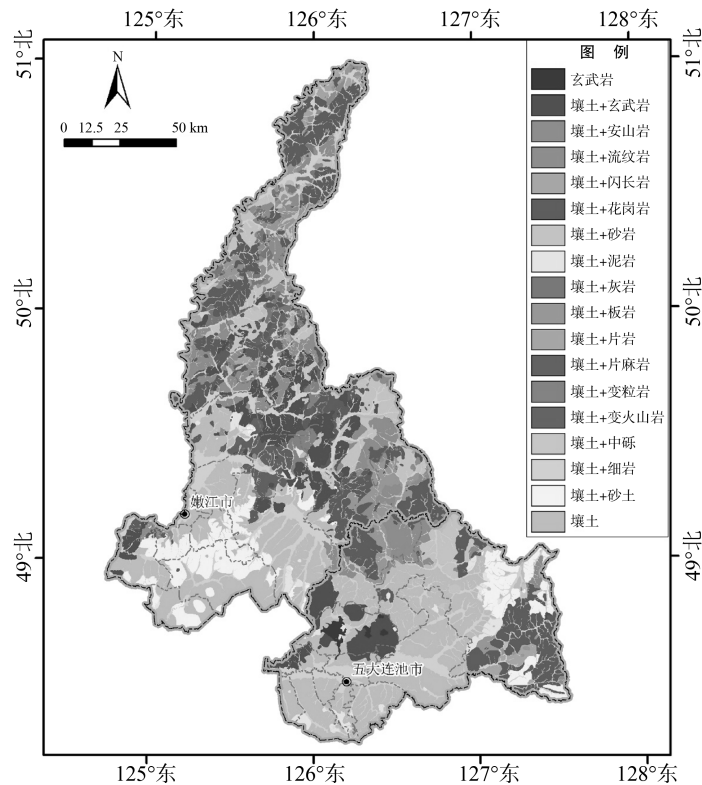 125°东 126°东 127°东 128°东
51°北
51°北
图 例
N
0 12.5 25 50 km
玄武岩
壤土+玄武岩
壤土+安山岩
壤土+流纹岩
壤土+闪长岩
壤土+花岗岩
壤土+砂岩
壤土+泥岩
壤土+灰岩
壤土+板岩
壤土+片岩
壤土+片麻岩
壤土+变粒岩
壤土+变火山岩
壤土+中砾
壤土+细岩
壤土+砂土
壤土
50°北
50°北
嫩江市
49°北
49°北
五大连池市
125°东 126°东 127°东 128°东